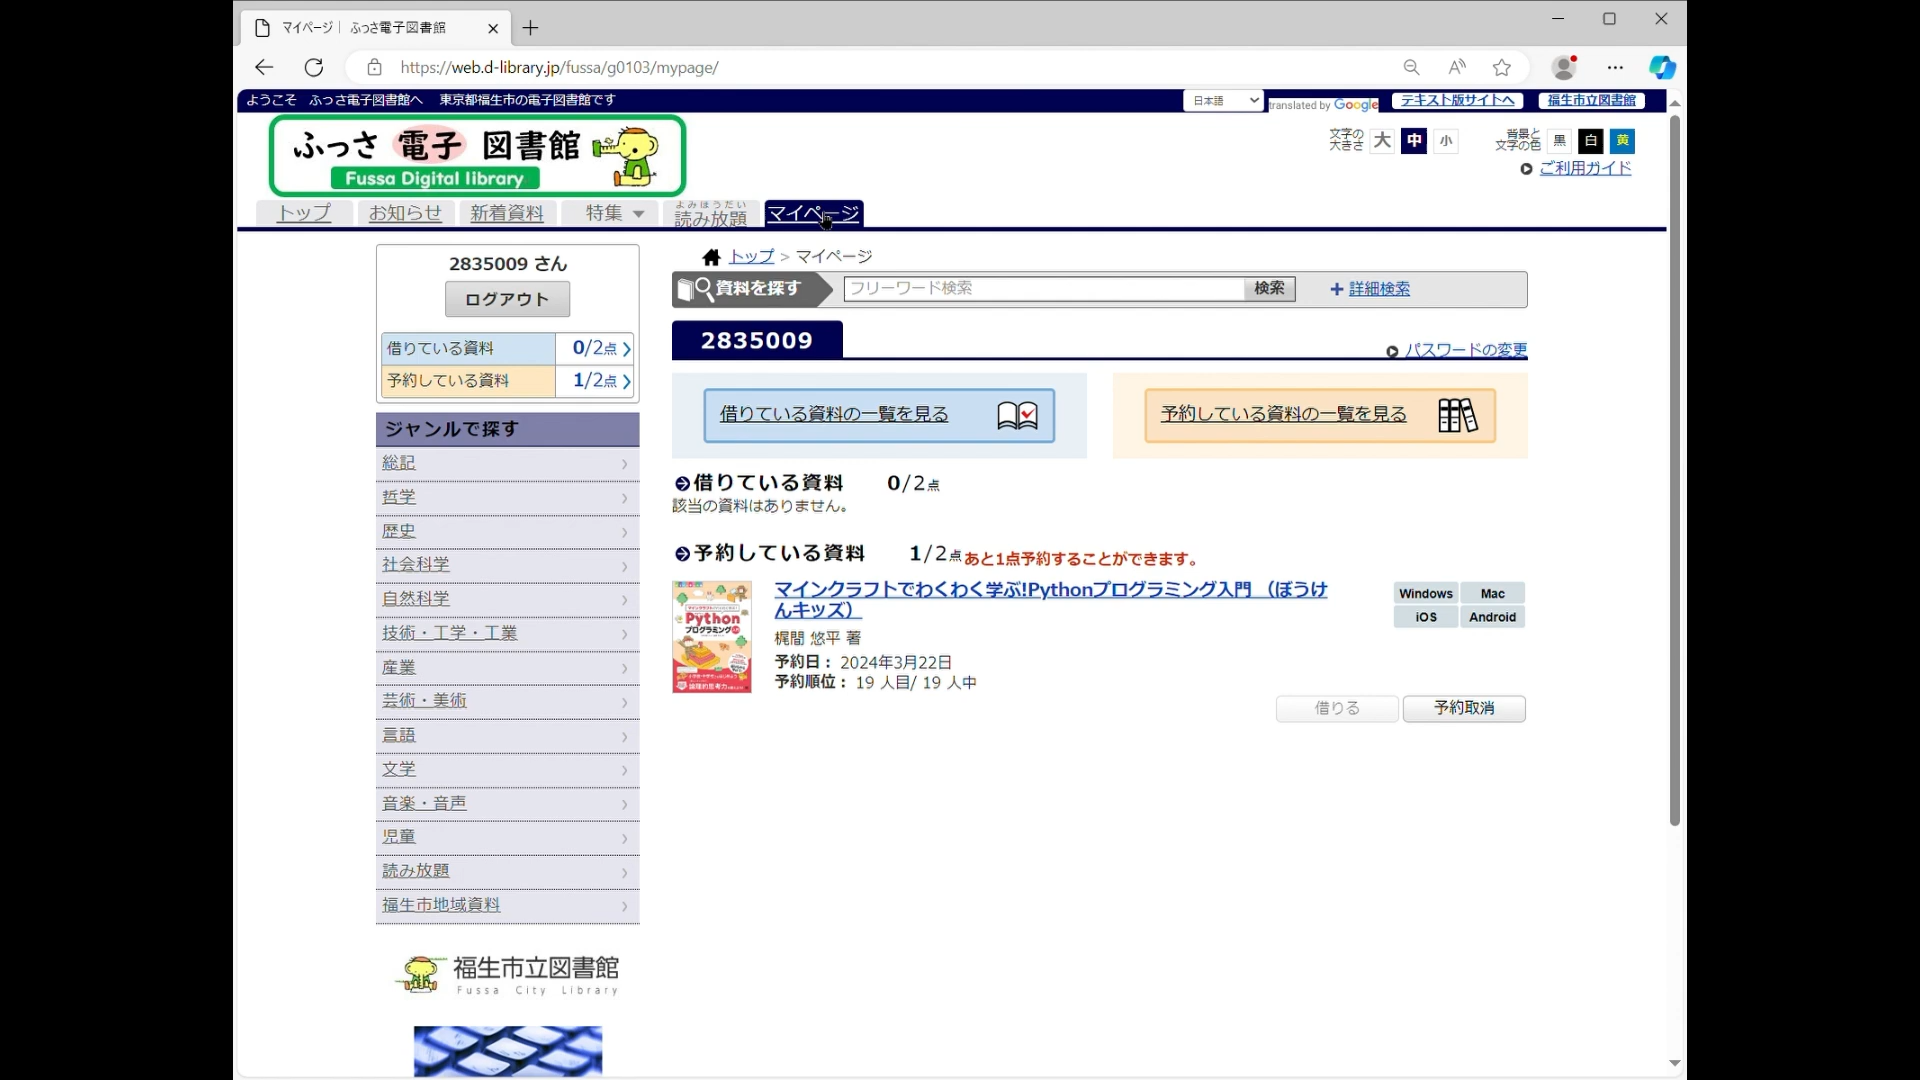 マイページ｜ ふっさ電子図書館
https://web.d-library.jp/fussa/g0103/mypage/
ようこそ ふっさ電子図書館へ 東京都福生市の電子図書館です
日本語
translated by Google
テキスト版サイトへ
福生市立図書館
ふっさ 電子 図書館
Fussa Digital library
文字の
大きさ
大 中 小
背景と
文字の色
黒 白 黄
ご利用ガイド
トップ
お知らせ
新着資料
特集
よみほうだい
読み放題
マイページ
2835009 さん
ログアウト
借りている資料 0/2点
予約している資料 1/2点
ジャンルで探す
総記
哲学
歴史
社会科学
自然科学
技術・工学・工業
産業
芸術・美術
言語
文学
音楽・音声
児童
読み放題
福生市地域資料
福生市立図書館
Fussa City Library
トップ > マイページ
資料を探す
フリーワード検索
検索
+ 詳細検索
2835009
パスワードの変更
借りている資料の一覧を見る
予約している資料の一覧を見る
借りている資料 0/2点
該当の資料はありません。
予約している資料 1/2点 あと1点予約することができます。
Python
プログラミング
マインクラフトでわくわく学ぶ!Pythonプログラミング入門 （ぼうけ
んキッズ）
梶間 悠平 著
予約日： 2024年3月22日
予約順位： 19 人目/ 19 人中
Windows Mac
iOS Android
借りる
予約取消